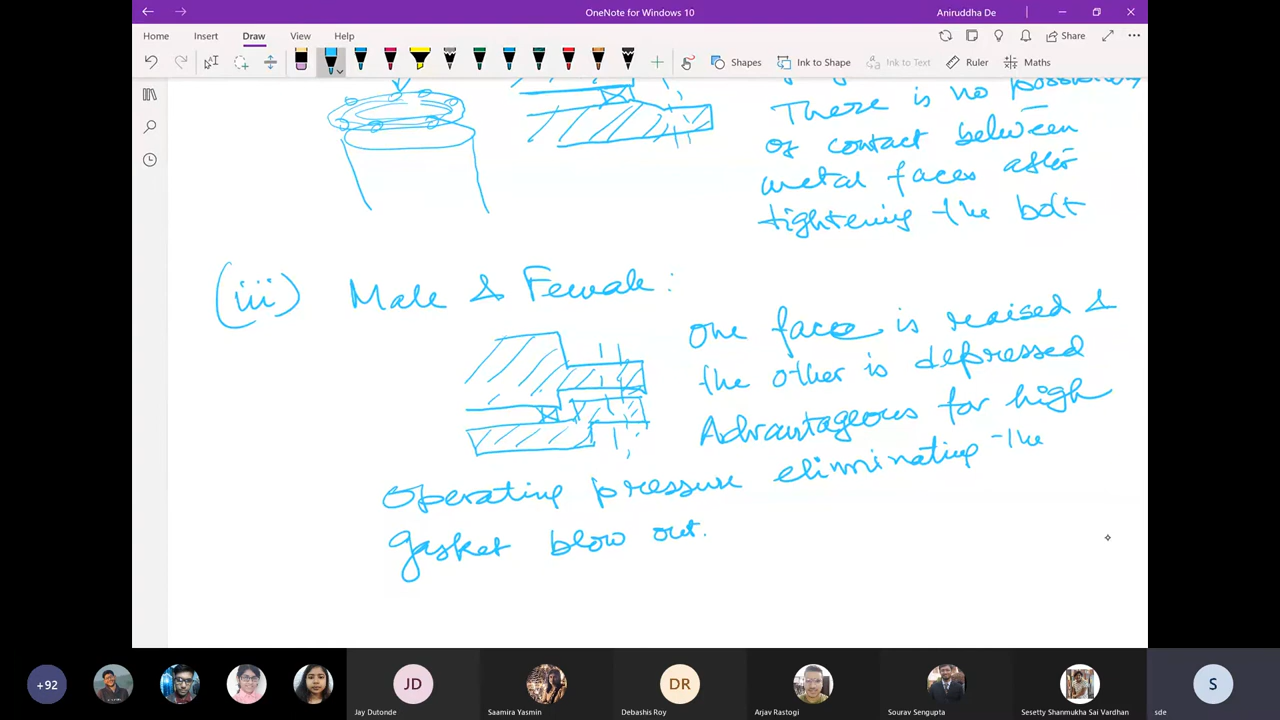 OneNote for Windows 10
Aniruddha De
Home Insert Draw View Help
Share
Shapes Ink to Shape Ink to Text Ruler Maths
There is no possibility
of contact between
metal faces after
tightening the bolt
(iii) Male & Female:
One face is raised &
the other is depressed
Advantageous for high
operating pressure eliminating the
gasket blow out.
+92
JD
DR
S
Jay Dutonde
Saamira Yasmin
Debashis Roy
Arjav Rastogi
Sourav Sengupta
Sesetty Shanmukha Sai Vardhan
sde